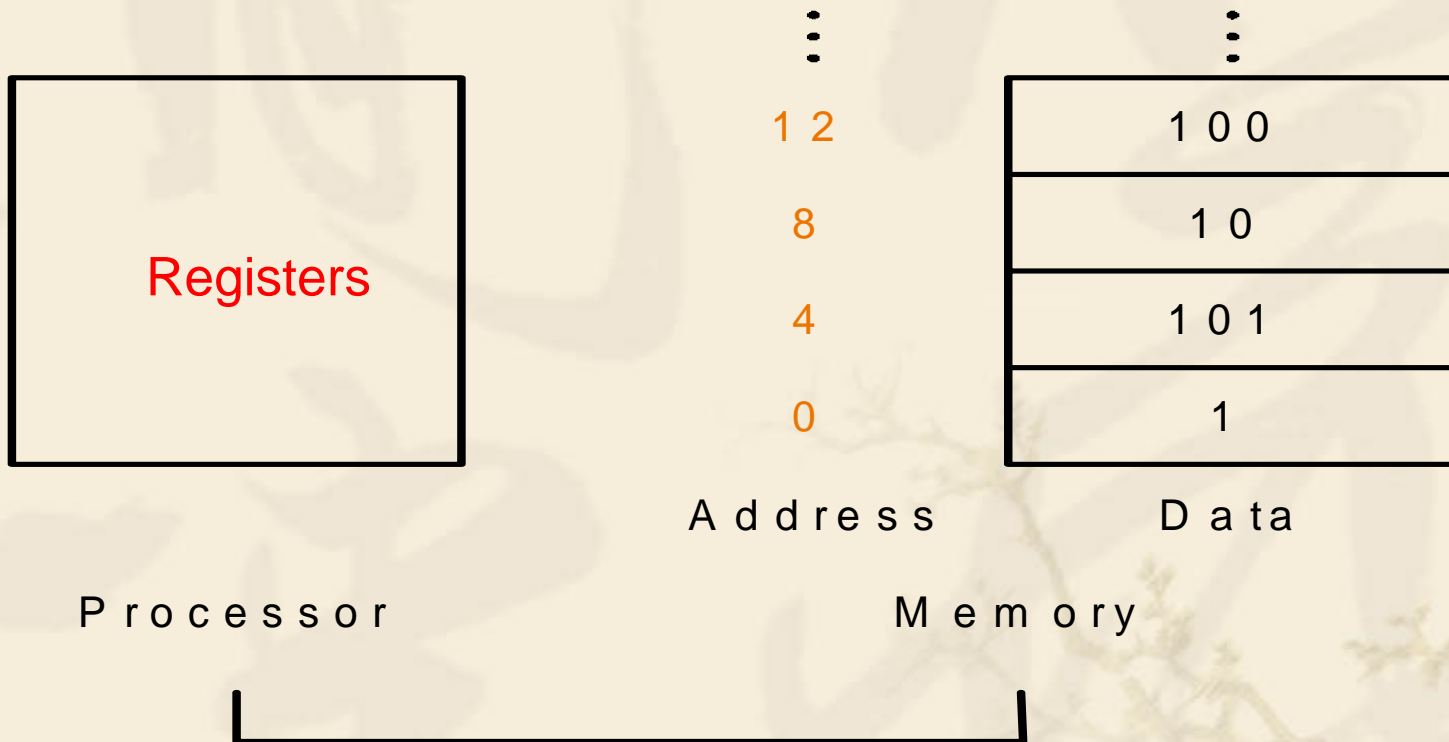 12 100
8 10
Registers
4 101
0 1
Address Data
Processor Memory